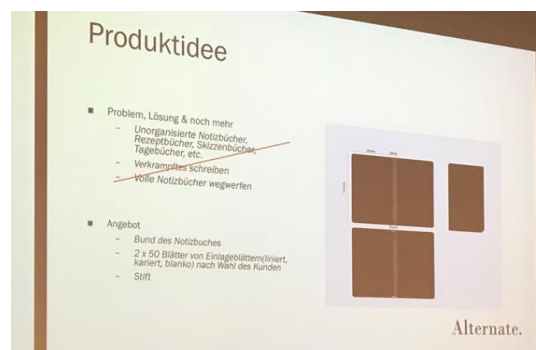 Produktidee
■ Problem, Lösung & noch mehr
– Unorganisierte Notizbücher,
Rezeptbücher, Skizzenbücher,
Tagebücher, etc.
– Verkrampftes schreiben
– Volle Notizbücher wegwerfen
■ Angebot
– Bund des Notizbuches
– 2 x 50 Blätter von Einlageblättern(liniert,
kariert, blanko) nach Wahl des Kunden
– Stift
Alternate.